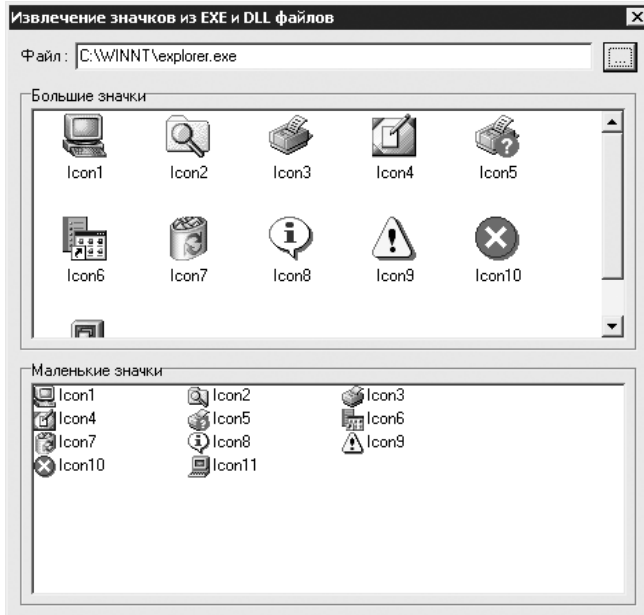 Извлечение значков из EXE и DLL файлов
Файл: C:\WINNT\explorer.exe ...
Большие значки
Icon1 Icon2 Icon3 Icon4 Icon5
Icon6 Icon7 Icon8 Icon9 Icon10
Маленькие значки
Icon1 Icon2 Icon3
Icon4 Icon5 Icon6
Icon7 Icon8 Icon9
Icon10 Icon11